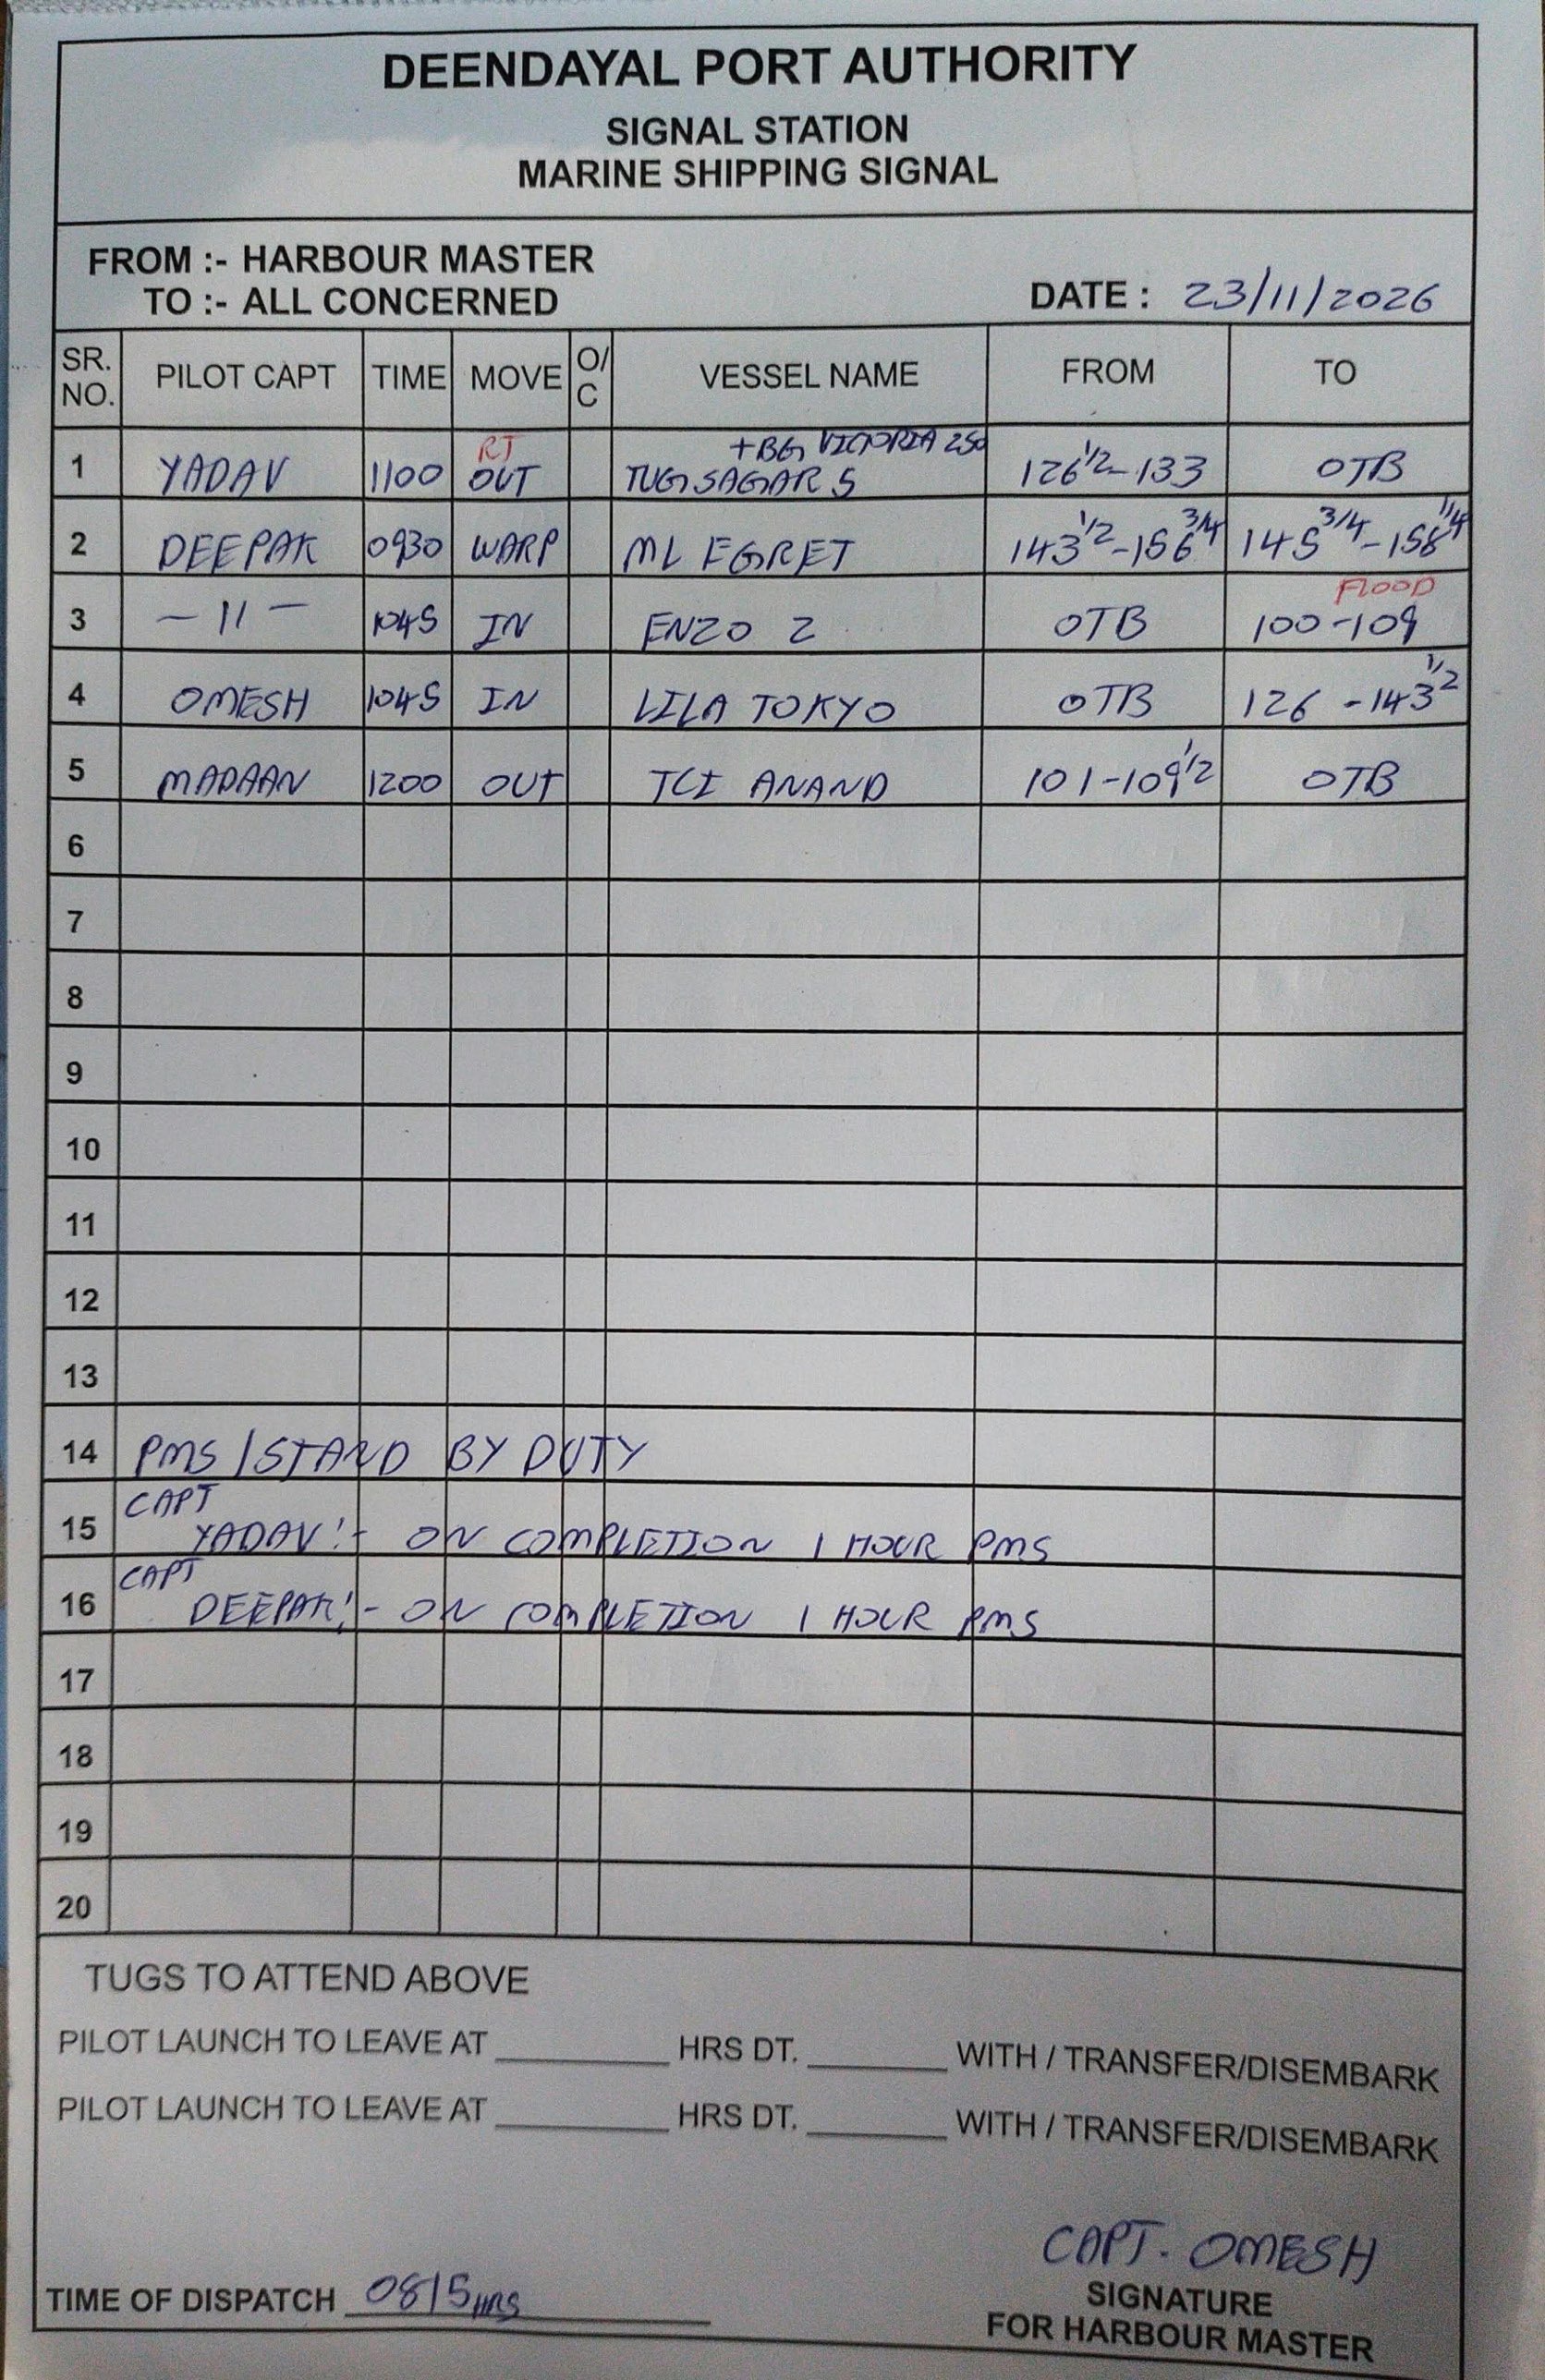 DEENDAYAL PORT AUTHORITY
SIGNAL STATION
MARINE SHIPPING SIGNAL
FROM :- HARBOUR MASTER
TO :- ALL CONCERNED
DATE : 23/11/2026
SR. NO. PILOT CAPT TIME MOVE O/C VESSEL NAME FROM TO
RJ +BG VICTORIA 250
1 YADAV 1100 OUT TUG SAGAR 5 126 1/2-133 OTB
2 DEEPAK 0930 WARP ML EGRET 143 1/2-156 3/4 145 3/4-158 1/4
FLOOD
3 -11- 1045 IN ENZO 2 OTB 100-109
4 OMESH 1045 IN LILA TOKYO OTB 126 -143 1/2
5 MADAAN 1200 OUT TCI ANAND 101-109 1/2 OTB
6
7
8
9
10
11
12
13
14 PMS / STAND BY DUTY
15 CAPT YADAV :- ON COMPLETION 1 HOUR PMS
16 CAPT DEEPAK :- ON COMPLETION 1 HOUR PMS
17
18
19
20
TUGS TO ATTEND ABOVE
PILOT LAUNCH TO LEAVE AT HRS DT. WITH / TRANSFER/DISEMBARK
PILOT LAUNCH TO LEAVE AT HRS DT. WITH / TRANSFER/DISEMBARK
CAPT. OMESH
TIME OF DISPATCH 0815 HRS
SIGNATURE
FOR HARBOUR MASTER